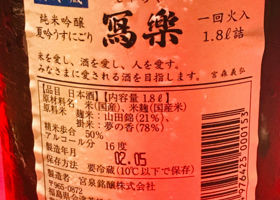 純米吟醸
夏吟うすにごり
寫樂
一回火入
1.8ℓ詰
米を愛し、酒を愛し、人を愛す。
みなさまに愛される日本酒を目指し 宮森義弘
品目 日本酒 【内容量 1.8ℓ】
原材料名 米(国産)、米麹(国産米)
原料米 麹米:山田錦(21%)
掛米:夢の香(78%)
精米歩合 50%
アルコール分 16度
製造年月 02.05
保存方法 要冷蔵(10℃以下で保存)
製造者 宮泉銘醸株式会社
〒965-0872
976425000153